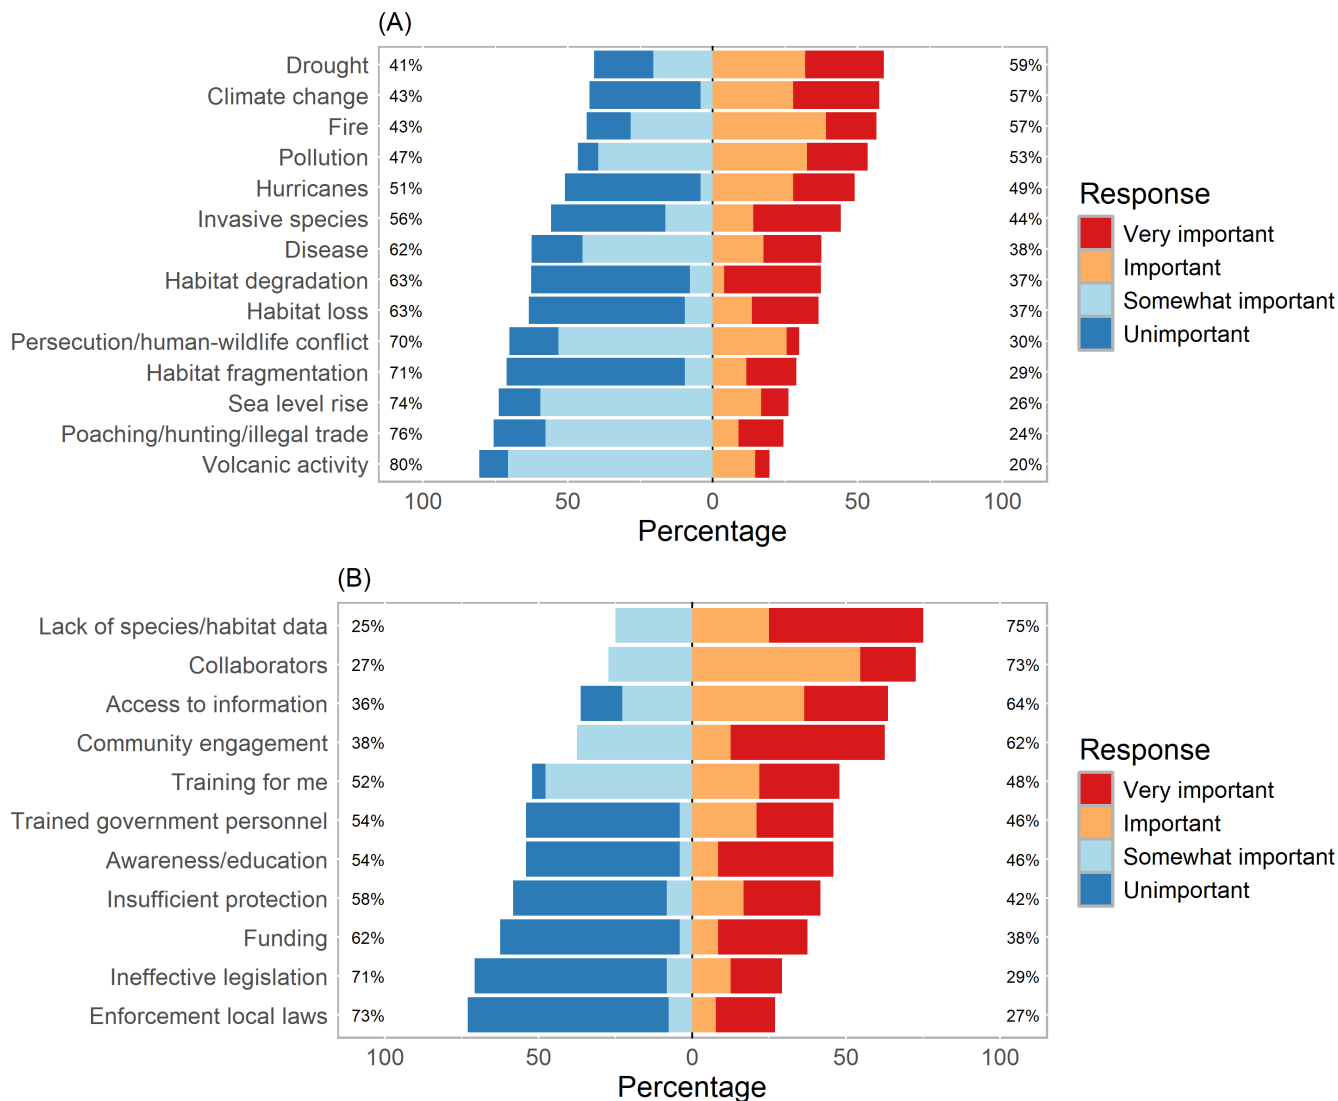 (A)
Drought 41% 59%
Climate change 43% 57%
Fire 43% 57%
Pollution 47% 53%
Hurricanes 51% 49%
Invasive species 56% 44%
Disease 62% 38%
Habitat degradation 63% 37%
Habitat loss 63% 37%
Persecution/human-wildlife conflict 70% 30%
Habitat fragmentation 71% 29%
Sea level rise 74% 26%
Poaching/hunting/illegal trade 76% 24%
Volcanic activity 80% 20%
100 50 0 50 100
Percentage
Response
Very important
Important
Somewhat important
Unimportant
(B)
Lack of species/habitat data 25% 75%
Collaborators 27% 73%
Access to information 36% 64%
Community engagement 38% 62%
Training for me 52% 48%
Trained government personnel 54% 46%
Awareness/education 54% 46%
Insufficient protection 58% 42%
Funding 62% 38%
Ineffective legislation 71% 29%
Enforcement local laws 73% 27%
100 50 0 50 100
Percentage
Response
Very important
Important
Somewhat important
Unimportant